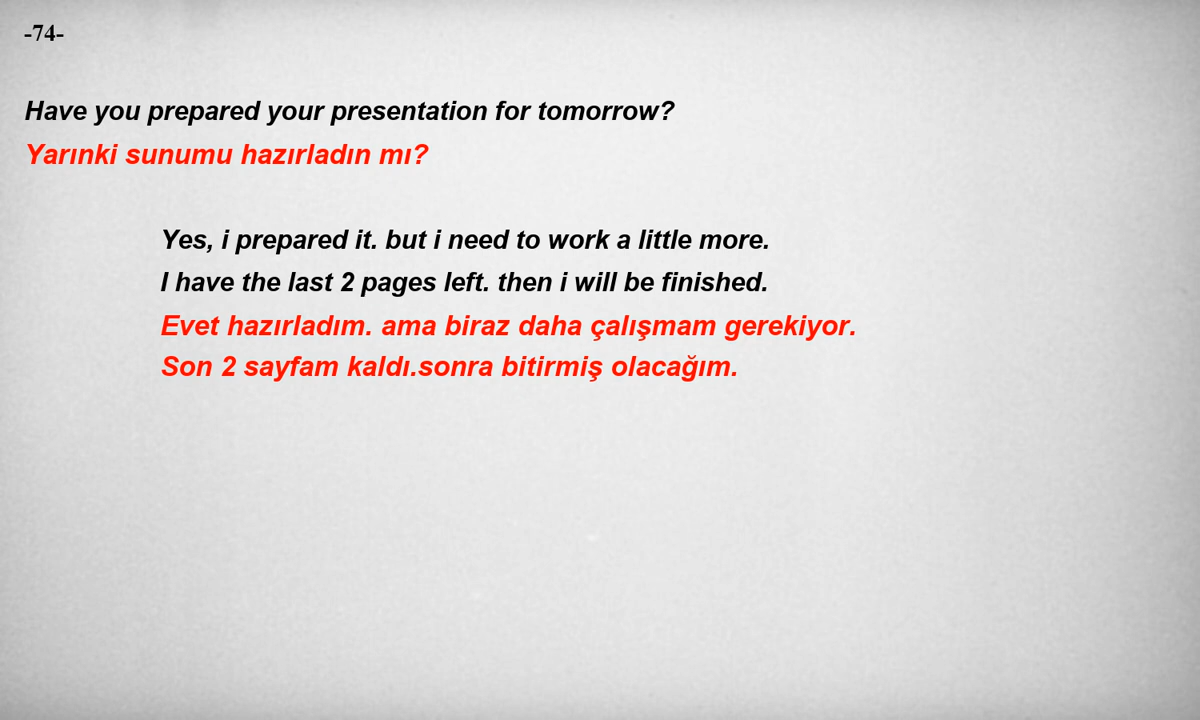 -74-
Have you prepared your presentation for tomorrow?
Yarınki sunumu hazırladın mı?
Yes, i prepared it. but i need to work a little more.
I have the last 2 pages left. then i will be finished.
Evet hazırladım. ama biraz daha çalışmam gerekiyor.
Son 2 sayfam kaldı.sonra bitirmiş olacağım.